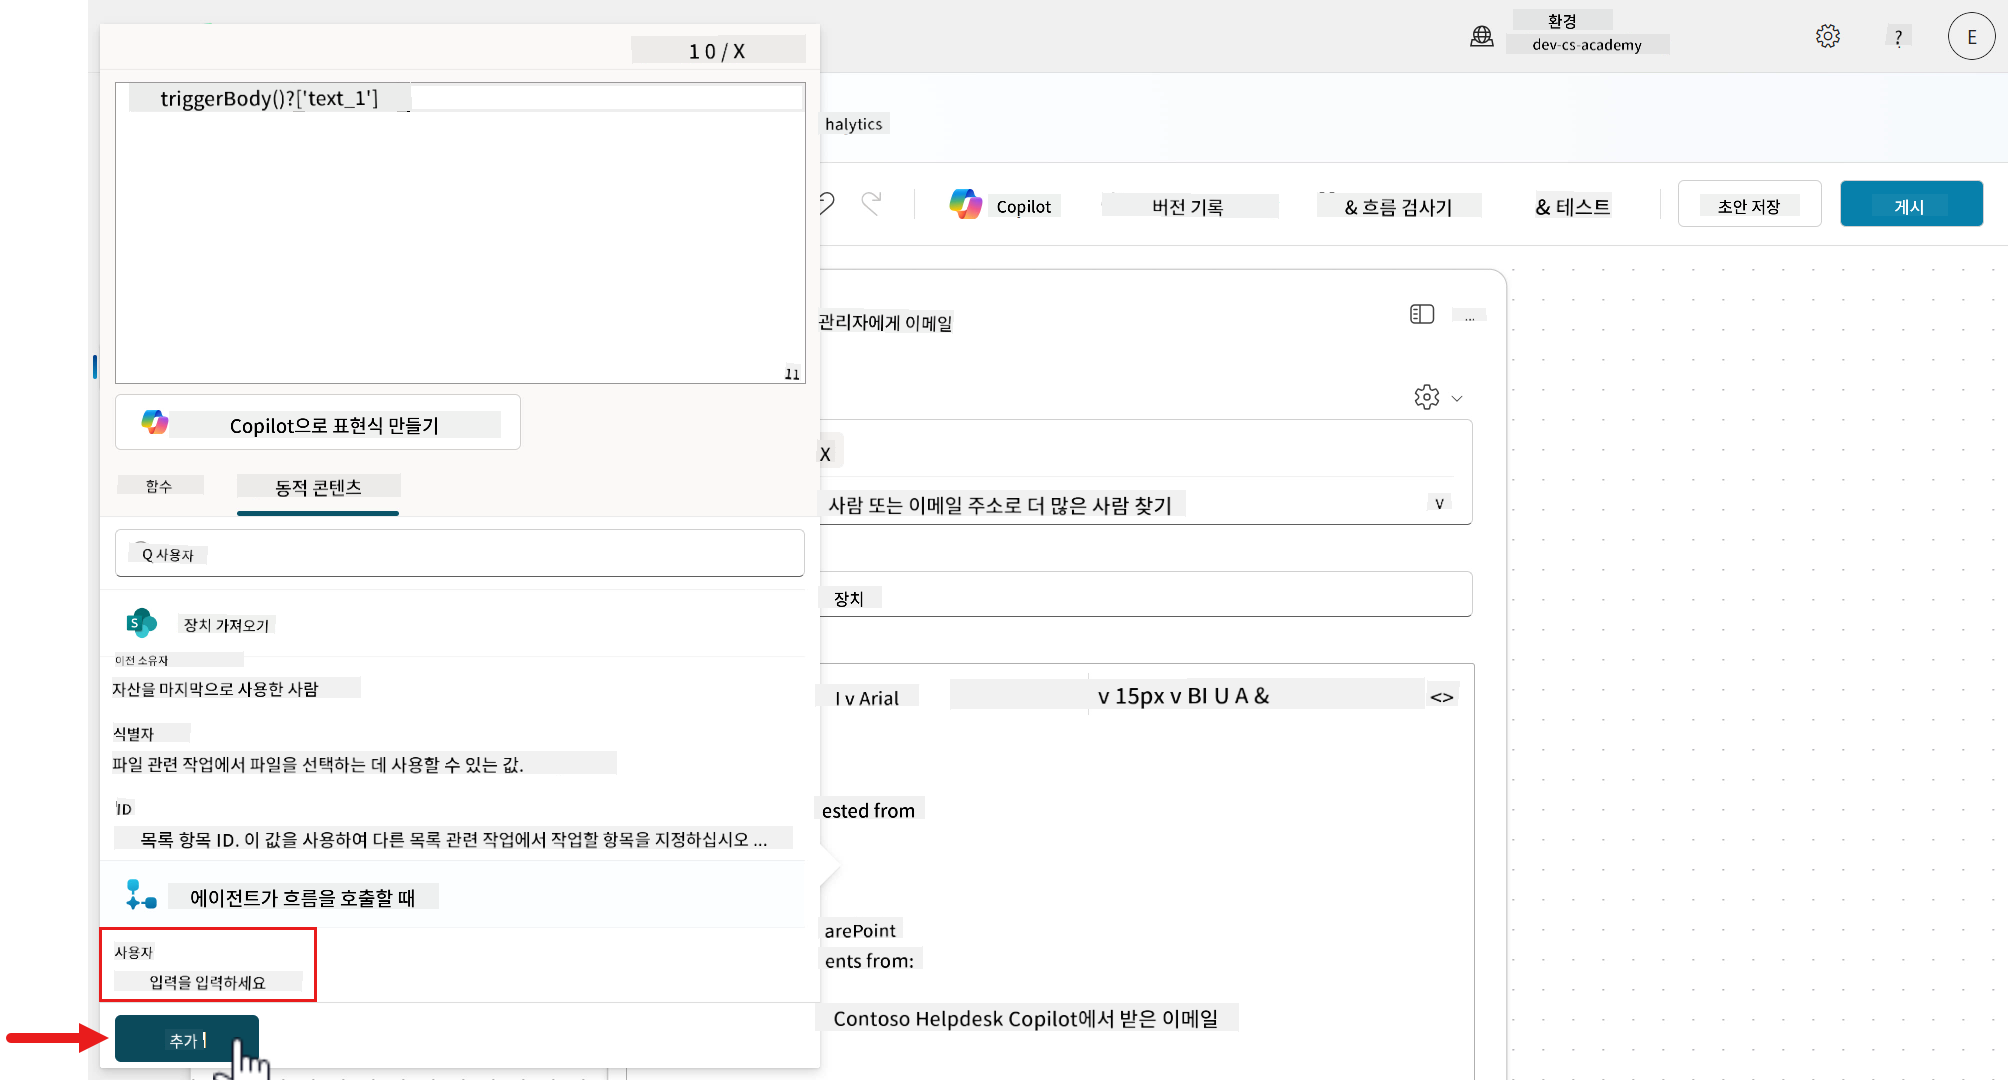 환경
dev-cs-academy
?
E
1 0 / X
triggerBody()?['text_1']
halytics
Copilot
버전 기록
& 흐름 검사기
& 테스트
초안 저장
게시
관리자에게 이메일
...
11
Copilot으로 표현식 만들기
X
함수
동적 콘텐츠
사람 또는 이메일 주소로 더 많은 사람 찾기
V
Q 사용자
장치
S
장치 가져오기
이전 소유자
자산을 마지막으로 사용한 사람
I v Arial
v 15px v BI U A &
<>
식별자
파일 관련 작업에서 파일을 선택하는 데 사용할 수 있는 값.
ID
목록 항목 ID. 이 값을 사용하여 다른 목록 관련 작업에서 작업할 항목을 지정하십시오 ...
ested from
에이전트가 흐름을 호출할 때
arePoint
사용자
ents from:
입력을 입력하세요
Contoso Helpdesk Copilot에서 받은 이메일
추가 |